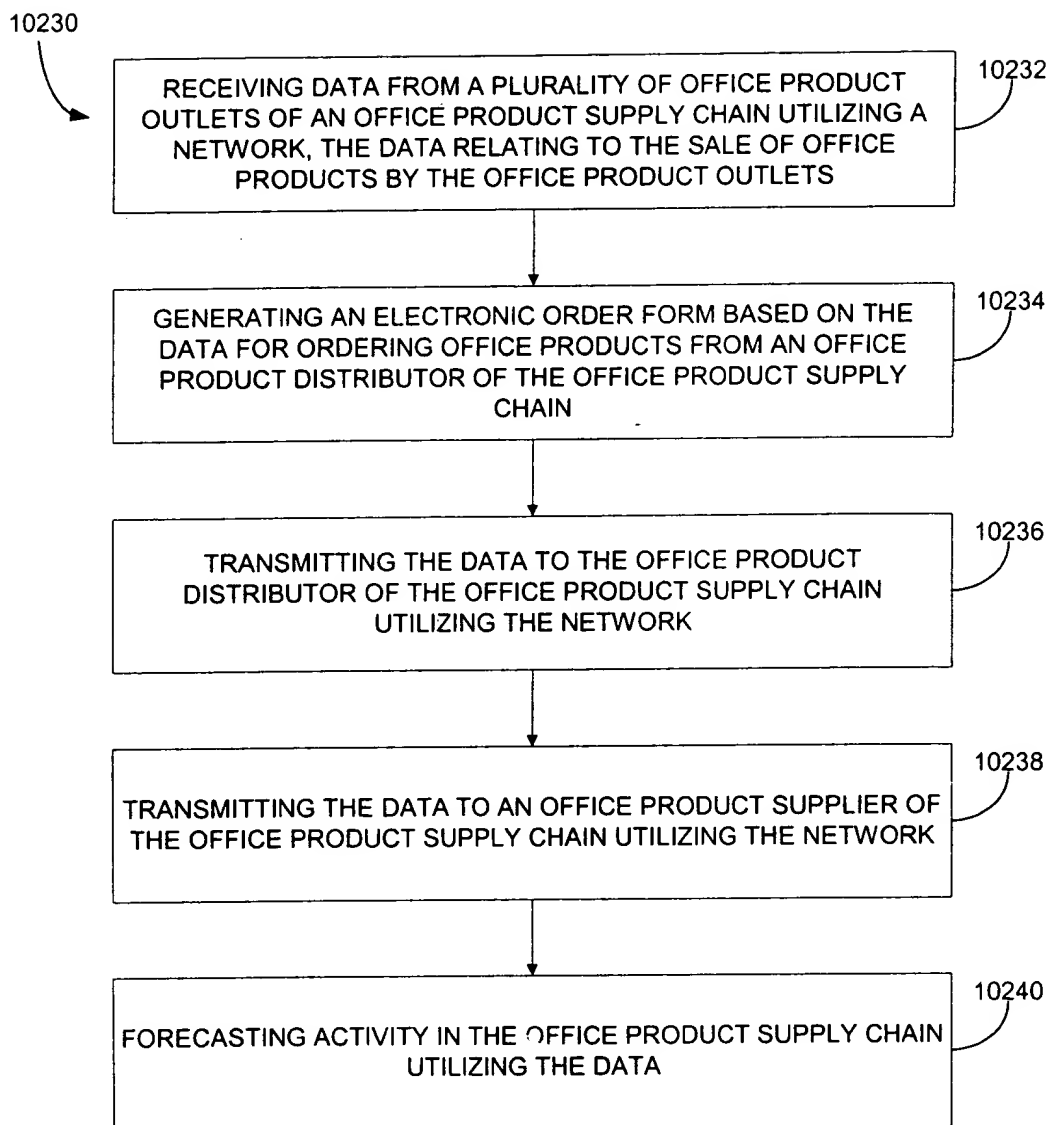 10230
RECEIVING DATA FROM A PLURALITY OF OFFICE PRODUCT
OUTLETS OF AN OFFICE PRODUCT SUPPLY CHAIN UTILIZING A
NETWORK, THE DATA RELATING TO THE SALE OF OFFICE
PRODUCTS BY THE OFFICE PRODUCT OUTLETS
10232
GENERATING AN ELECTRONIC ORDER FORM BASED ON THE
DATA FOR ORDERING OFFICE PRODUCTS FROM AN OFFICE
PRODUCT DISTRIBUTOR OF THE OFFICE PRODUCT SUPPLY
CHAIN
10234
TRANSMITTING THE DATA TO THE OFFICE PRODUCT
DISTRIBUTOR OF THE OFFICE PRODUCT SUPPLY CHAIN
UTILIZING THE NETWORK
10236
TRANSMITTING THE DATA TO AN OFFICE PRODUCT SUPPLIER OF
THE OFFICE PRODUCT SUPPLY CHAIN UTILIZING THE NETWORK
10238
FORECASTING ACTIVITY IN THE OFFICE PRODUCT SUPPLY CHAIN
UTILIZING THE DATA
10240